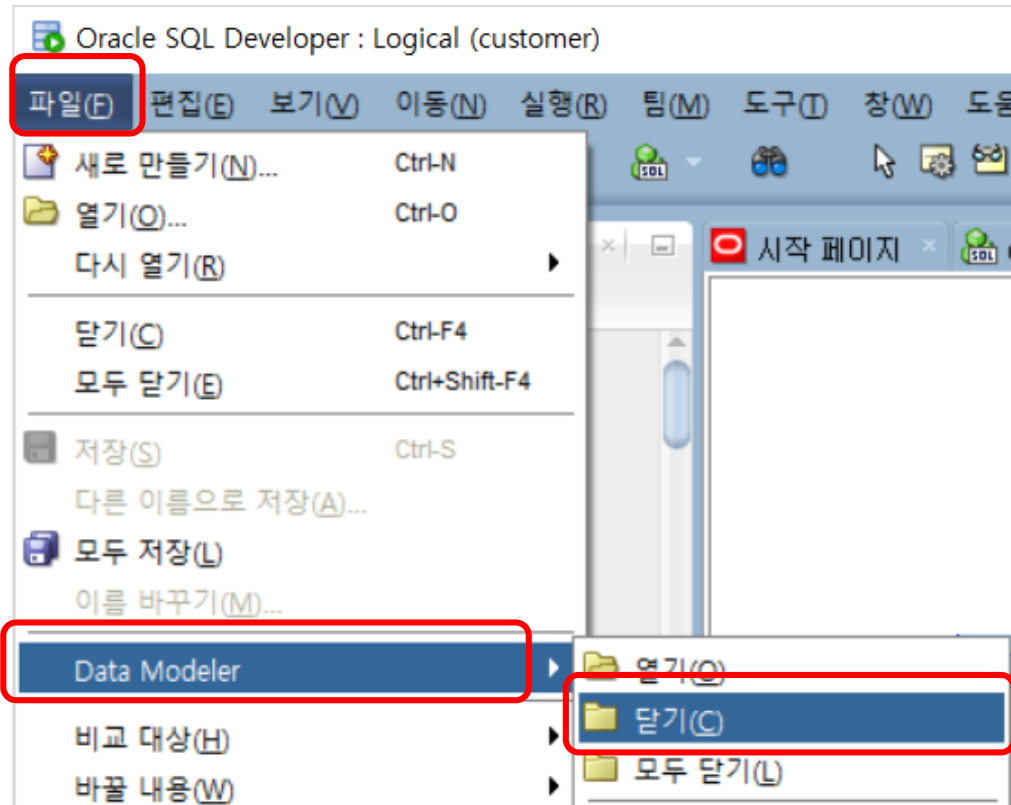 Oracle SQL Developer : Logical (customer)
파일(F) 편집(E) 보기(V) 이동(N) 실행(R) 팀(M) 도구(T) 창(W)
새로 만들기(N)... Ctrl-N
SQL
열기(O)... Ctrl-O
시작 페이지
SQL
다시 열기(R)
닫기(C) Ctrl-F4
모두 닫기(E) Ctrl+Shift-F4
저장(S) Ctrl-S
다른 이름으로 저장(A)...
모두 저장(L)
이름 바꾸기(M)...
Data Modeler
열기(O)
닫기(C)
비교 대상(H)
모두 닫기(L)
바꿀 내용(W)